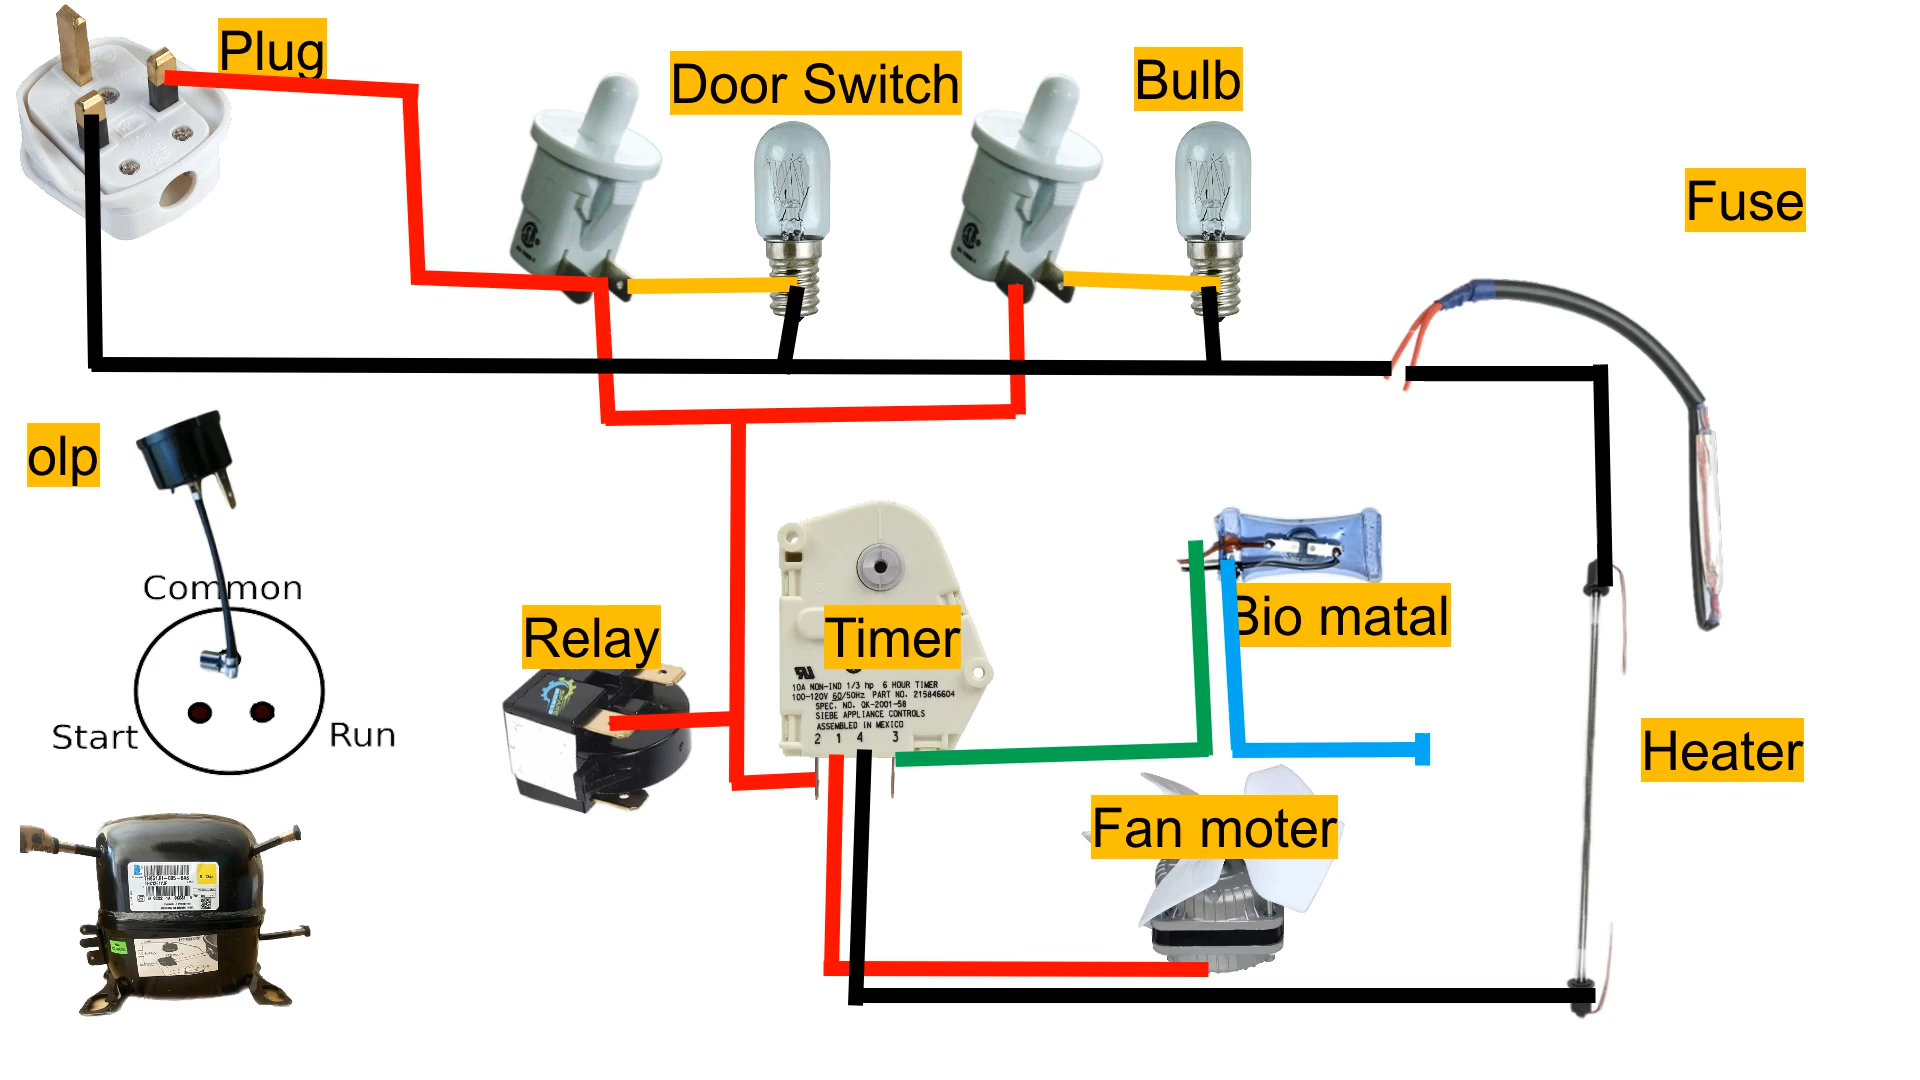 Plug
Door Switch
Bulb
Fuse
olp
Common
Start
Run
Relay
Timer
10A NON-IND 1/3 hp 6 HOUR TIMER
100-120V 60/50Hz PART NO. 215846604
SPEC. NO. QK-2001-58
SIEBE APPLIANCE CONTROLS
ASSEMBLED IN MEXICO
2 1 4 3
Bio matal
Heater
Fan moter